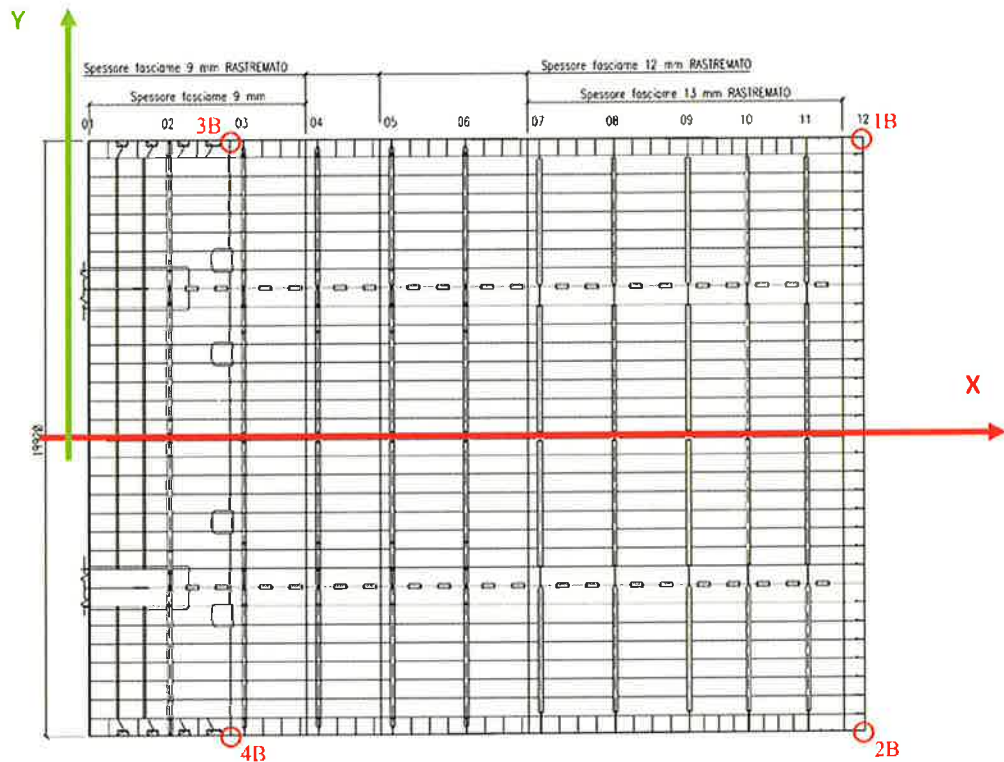 Y
Spessore fasciame 9 mm RASTREMATO
Spessore fasciame 12 mm RASTREMATO
Spessore fasciame 9 mm
Spessore fasciame 13 mm RASTREMATO
01 02 3B 03 04 05 06 07 08 09 10 11 12 1B
X
19920
4B 2B